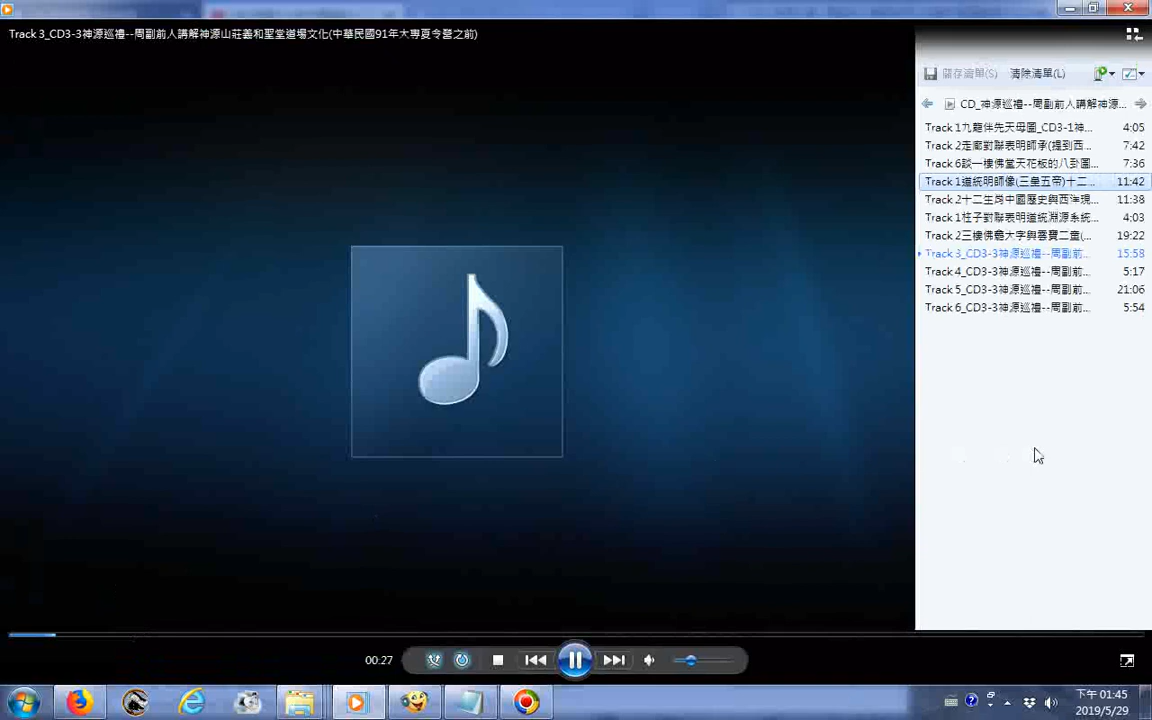 Track 3_CD3-3神源巡禮--周副前人講解神源山莊義和聖堂道場文化(中華民國91年大專夏令營之前)
儲存清單(S)
清除清單(L)
CD_神源巡禮--周副前人講解神源...
Track 1九龍伴先天母圖_CD3-1神... 4:05
Track 2走廊對聯表明師承(提到西... 7:42
Track 6談一樓佛堂天花板的八卦圖... 7:36
Track 1道統明師像(三皇五帝)十二... 11:42
Track 2十二生肖中國歷史與西洋現... 11:38
Track 1柱子對聯表明道統淵源系統... 4:03
Track 2三樓佛龕大字與雲寶二童(... 19:22
Track 3_CD3-3神源巡禮--周副前... 15:58
Track 4_CD3-3神源巡禮--周副前... 5:17
Track 5_CD3-3神源巡禮--周副前... 21:06
Track 6_CD3-3神源巡禮--周副前... 5:54
00:27
下午 01:45
2019/5/29